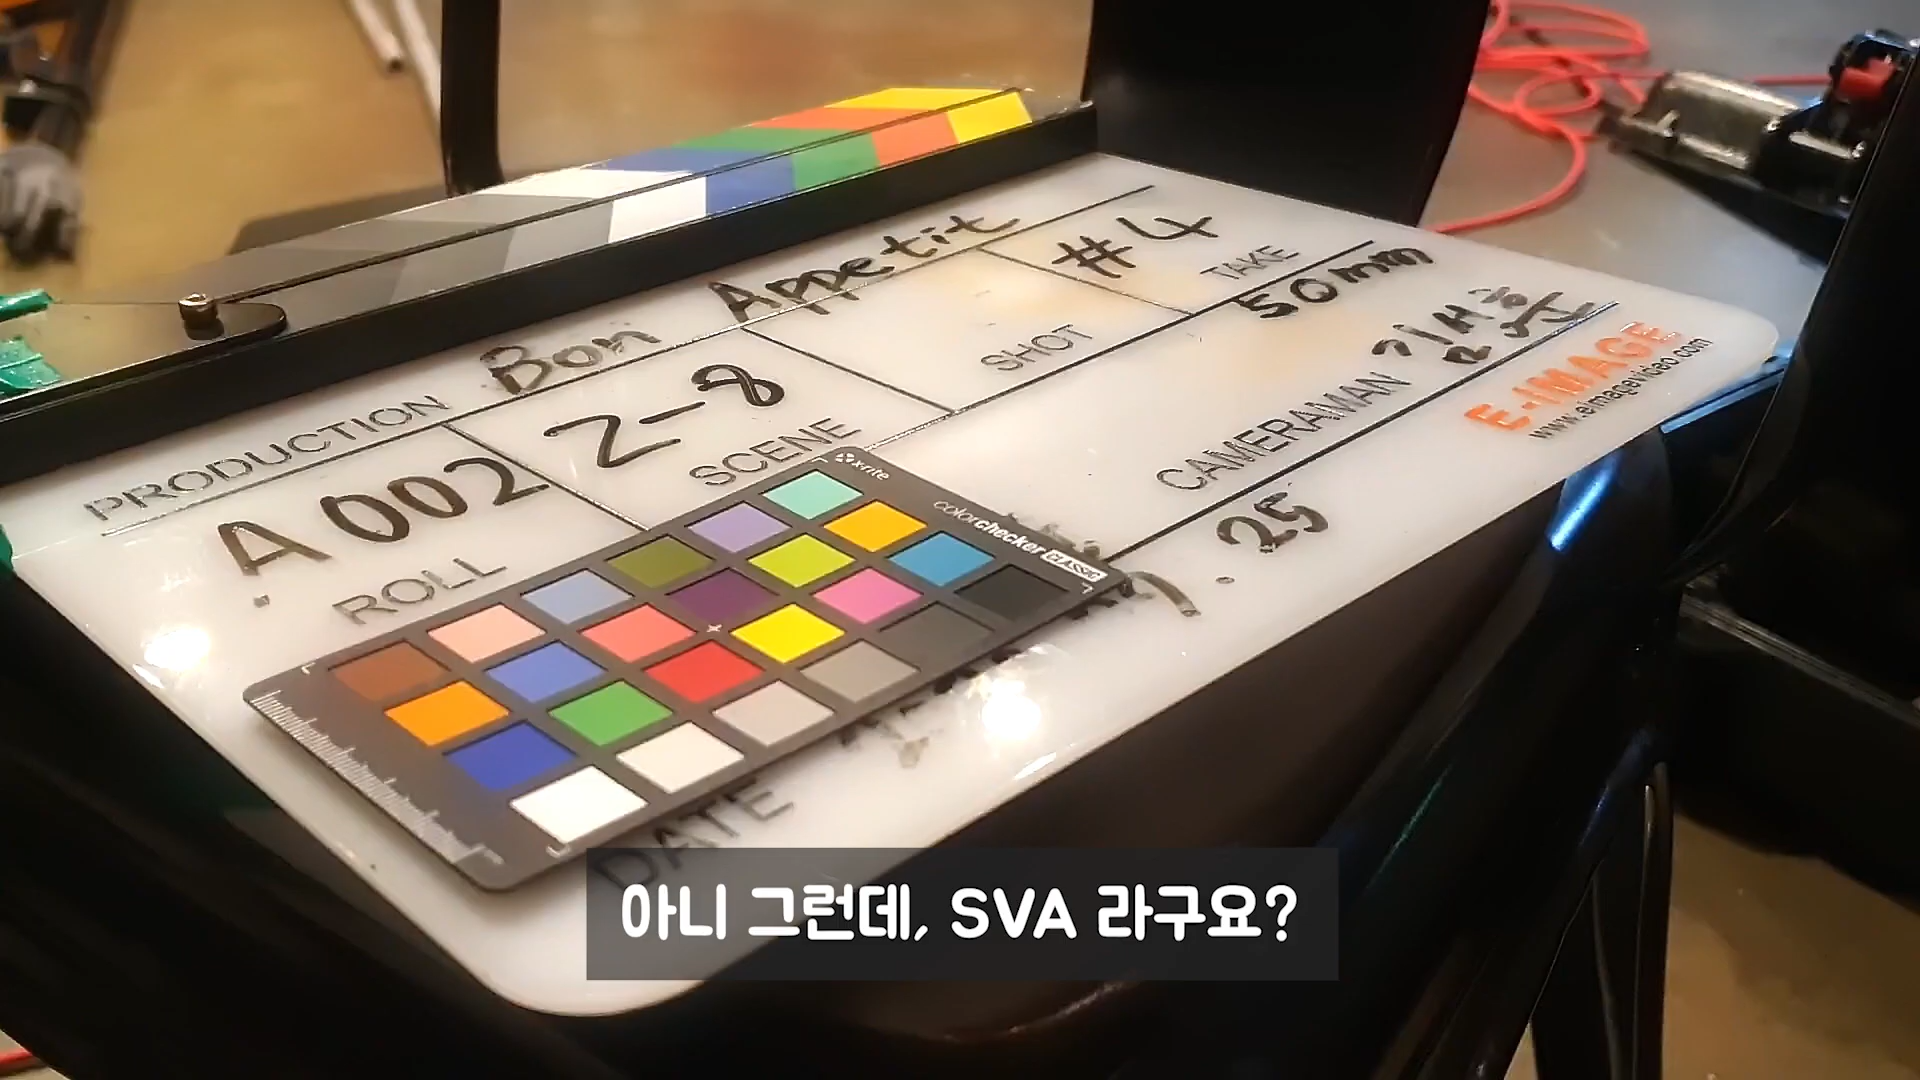 Bon Appetit
PRODUCTION
#4
TAKE
50mm
A002
ROLL
2-8
SCENE
SHOT
CAMERAMAN
E-IMAGE
www.eimagevideo.com
x-rite
colorchecker CLASSIC
25
DATE
아니 그런데, SVA 라구요?